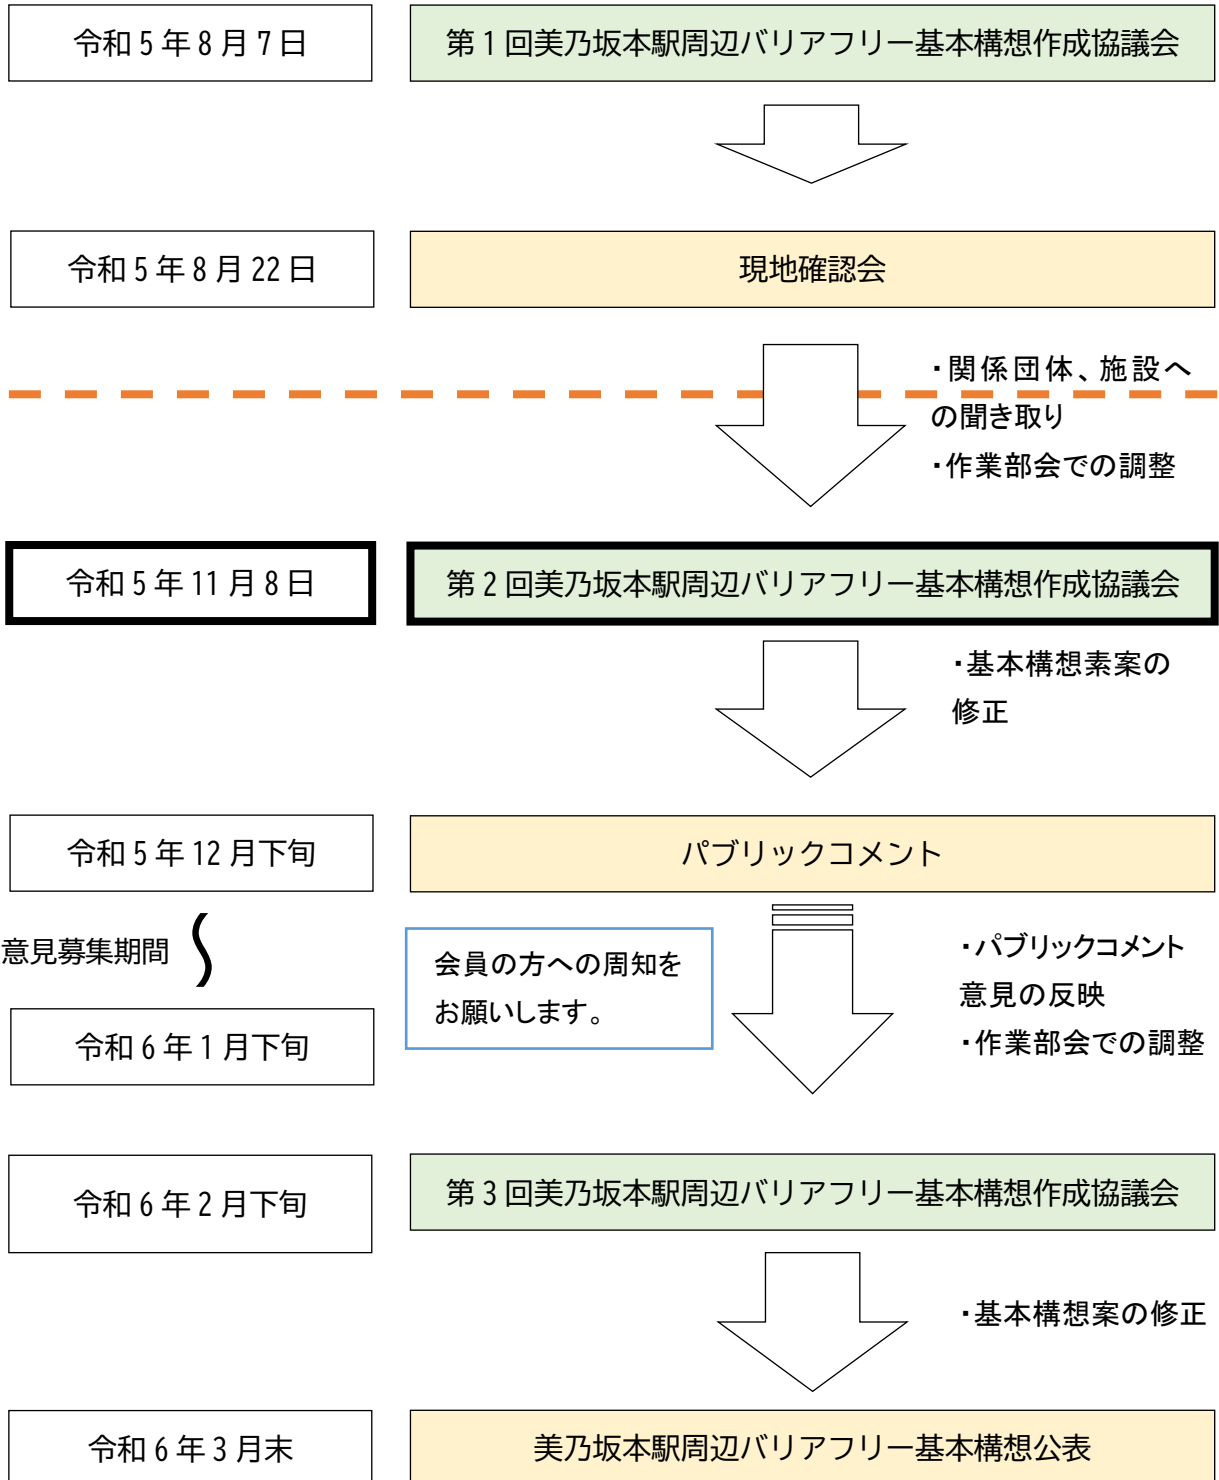 令和5年8月7日
第1回美乃坂本駅周辺バリアフリー基本構想作成協議会
令和5年8月22日
現地確認会
・関係団体、施設へ
の聞き取り
・作業部会での調整
令和5年11月8日
第2回美乃坂本駅周辺バリアフリー基本構想作成協議会
・基本構想素案の
修正
令和5年12月下旬
パブリックコメント
意見募集期間
会員の方への周知を
お願いします。
・パブリックコメント
意見の反映
・作業部会での調整
令和6年1月下旬
令和6年2月下旬
第3回美乃坂本駅周辺バリアフリー基本構想作成協議会
・基本構想案の修正
令和6年3月末
美乃坂本駅周辺バリアフリー基本構想公表